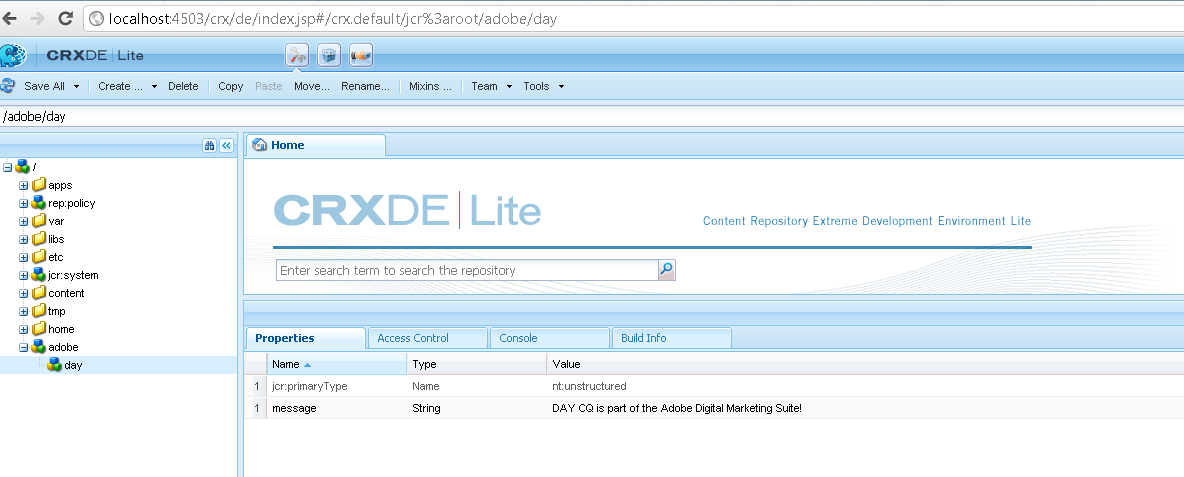 localhost:4503/crx/de/index.jsp#/crx.default/jcr%3aroot/adobe/day
CRXDE | Lite
Save All Create ... Delete Copy Paste Move... Rename... Mixins ... Team Tools
/adobe/day
Home
/
apps
rep:policy
var
libs
etc
jcr:system
content
tmp
home
adobe
day
CRXDE | Lite
Content Repository Extreme Development Environment Lite
Enter search term to search the repository
Properties Access Control Console Build Info
Name Type Value
1 jcr:primaryType Name nt:unstructured
1 message String DAY CQ is part of the Adobe Digital Marketing Suite!